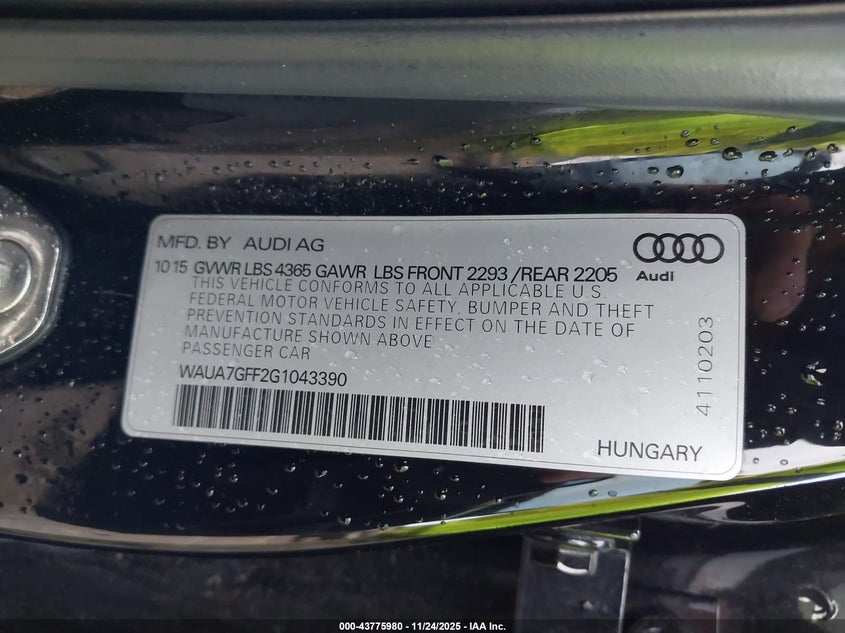 MFD. BY AUDI AG
Audi
10 15 GVWR LBS 4365 GAWR LBS FRONT 2293 /REAR 2205
THIS VEHICLE CONFORMS TO ALL APPLICABLE U.S.
FEDERAL MOTOR VEHICLE SAFETY, BUMPER AND THEFT
PREVENTION STANDARDS IN EFFECT ON THE DATE OF
MANUFACTURE SHOWN ABOVE
PASSENGER CAR
WAUA7GFF2G1043390
HUNGARY
4110203
000-43775980 - 11/24/2025 - IAA Inc.